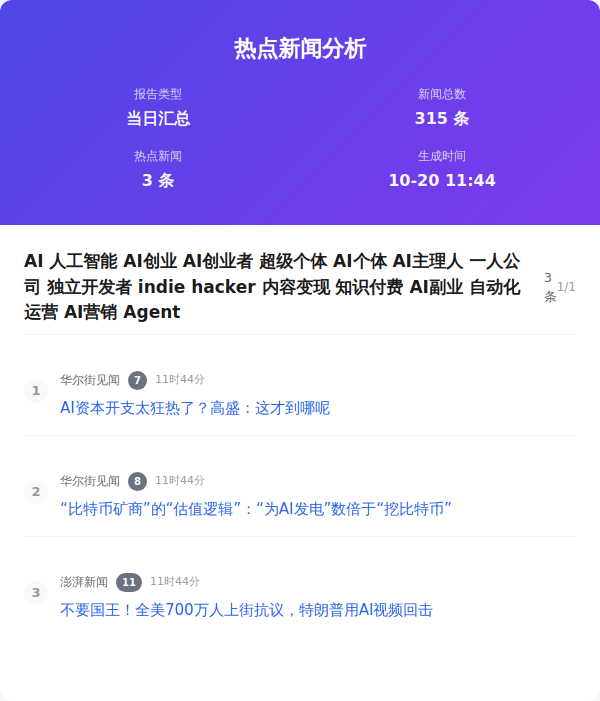 热点新闻分析
报告类型
当日汇总
新闻总数
315 条
热点新闻
3 条
生成时间
10-20 11:44
AI 人工智能 AI创业 AI创业者 超级个体 AI个体 AI主理人 一人公
司 独立开发者 indie hacker 内容变现 知识付费 AI副业 自动化
运营 AI营销 Agent
3
条
1/1
1
华尔街见闻 7 11时44分
AI资本开支太狂热了？高盛：这才到哪呢
2
华尔街见闻 8 11时44分
“比特币矿商”的“估值逻辑”：“为AI发电”数倍于“挖比特币”
3
澎湃新闻 11 11时44分
不要国王！全美700万人上街抗议，特朗普用AI视频回击